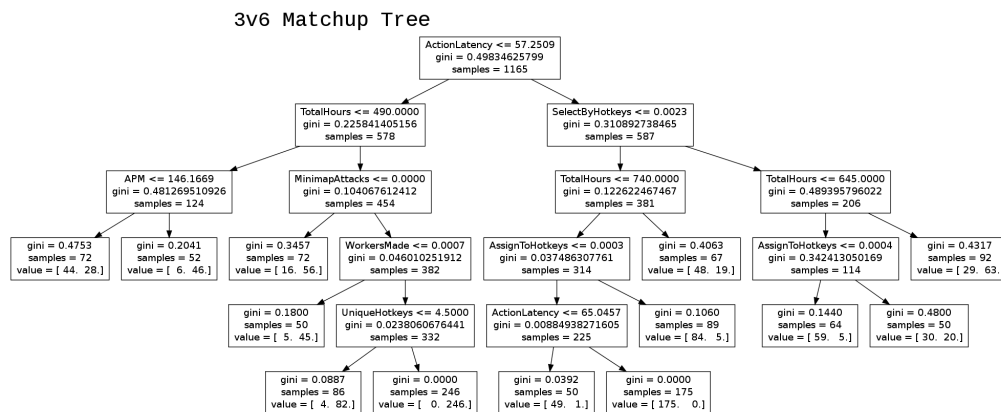 3v6 Matchup Tree
ActionLatency <= 57.2509
gini = 0.49834625799
samples = 1165
TotalHours <= 490.0000
gini = 0.225841405156
samples = 578
SelectByHotkeys <= 0.0023
gini = 0.310892738465
samples = 587
APM <= 146.1669
gini = 0.481269510926
samples = 124
MinimapAttacks <= 0.0000
gini = 0.104067612412
samples = 454
TotalHours <= 740.0000
gini = 0.122622467467
samples = 381
TotalHours <= 645.0000
gini = 0.489395796022
samples = 206
gini = 0.4753
samples = 72
value = [ 44. 28.]
gini = 0.2041
samples = 52
value = [ 6. 46.]
gini = 0.3457
samples = 72
value = [ 16. 56.]
WorkersMade <= 0.0007
gini = 0.046010251912
samples = 382
AssignToHotkeys <= 0.0003
gini = 0.037486307761
samples = 314
gini = 0.4063
samples = 67
value = [ 48. 19.]
AssignToHotkeys <= 0.0004
gini = 0.342413050169
samples = 114
gini = 0.4317
samples = 92
value = [ 29. 63.
gini = 0.1800
samples = 50
value = [ 5. 45.]
UniqueHotkeys <= 4.5000
gini = 0.0238060676441
samples = 332
ActionLatency <= 65.0457
gini = 0.00884938271605
samples = 225
gini = 0.1060
samples = 89
value = [ 84. 5.]
gini = 0.1440
samples = 64
value = [ 59. 5.]
gini = 0.4800
samples = 50
value = [ 30. 20.]
gini = 0.0887
samples = 86
value = [ 4. 82.]
gini = 0.0000
samples = 246
value = [ 0. 246.]
gini = 0.0392
samples = 50
value = [ 49. 1.]
gini = 0.0000
samples = 175
value = [ 175. 0.]